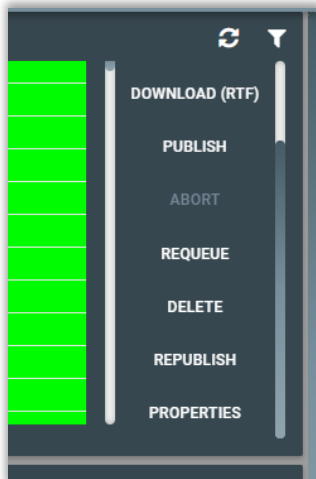 DOWNLOAD (RTF)
PUBLISH
ABORT
REQUEUE
DELETE
REPUBLISH
PROPERTIES